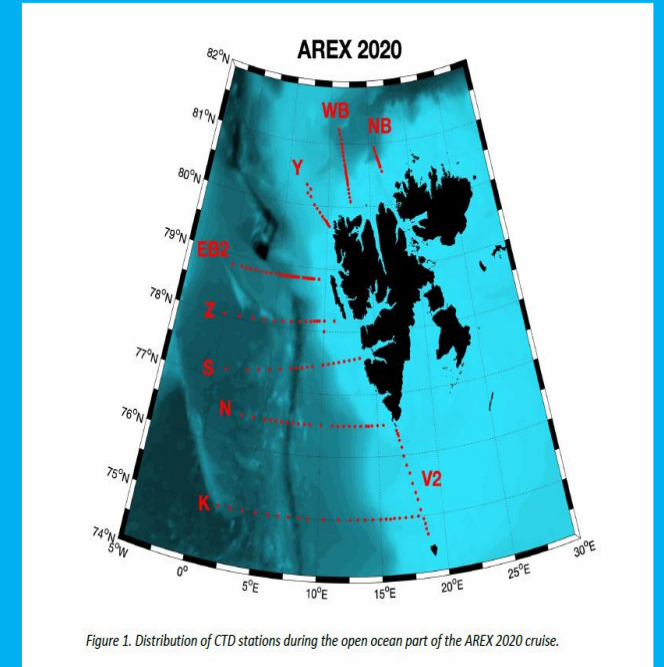 AREX 2020
82°N
81°N
80°N
79°N
78°N
77°N
76°N
75°N
74°N
WB
NB
Y
EB2
Z
S
N
V2
K
5°W
0°
5°E
10°E
15°E
20°E
25°E
30°E
Figure 1. Distribution of CTD stations during the open ocean part of the AREX 2020 cruise.